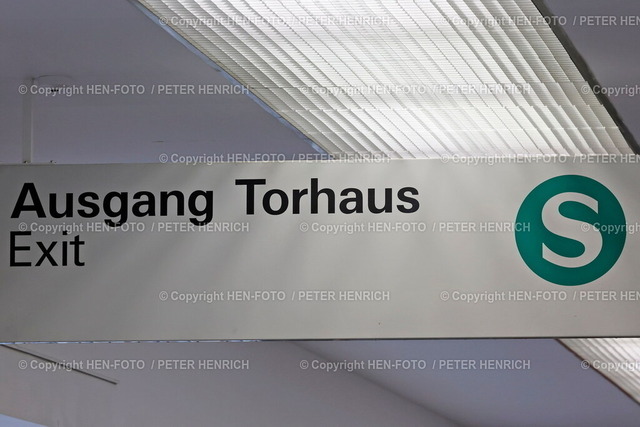 Copyright HEN-FOTO / PETER HENRICH
Ausgang Torhaus
Exit
S